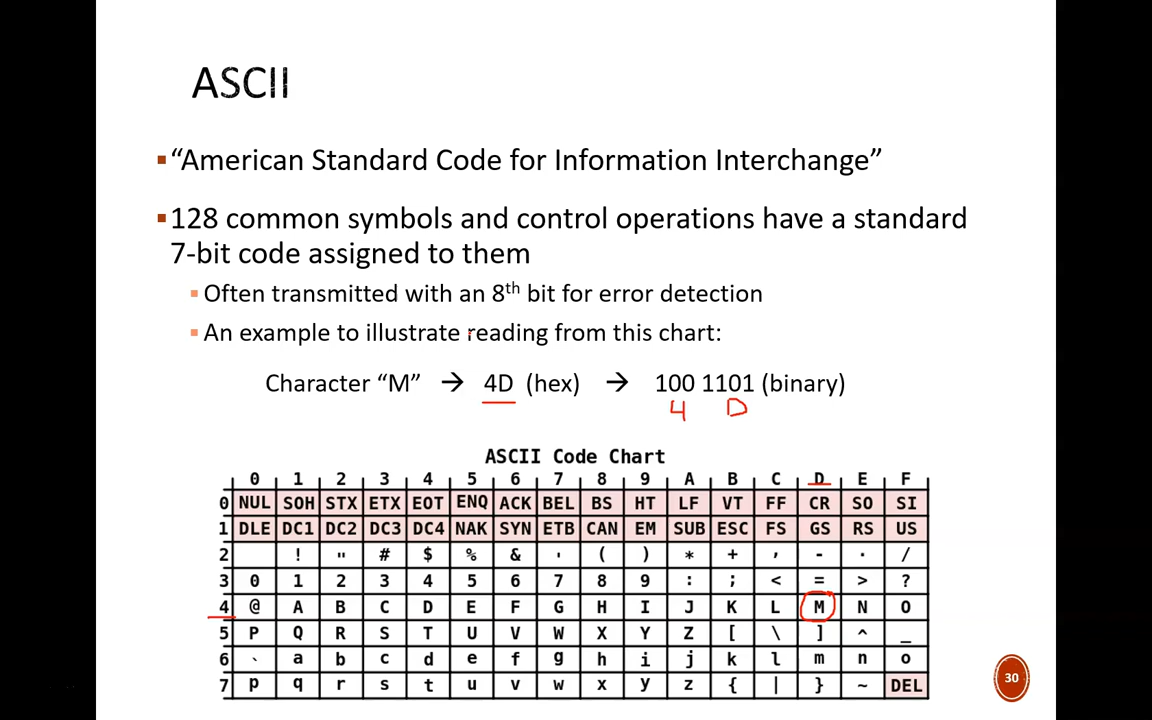 ASCII
▪"American Standard Code for Information Interchange"
▪128 common symbols and control operations have a standard
7-bit code assigned to them
▪ Often transmitted with an 8th bit for error detection
▪ An example to illustrate reading from this chart:
Character "M" → 4D (hex) → 100 1101 (binary)
4 D
ASCII Code Chart
0 1 2 3 4 5 6 7 8 9 A B C D E F
0 NUL SOH STX ETX EOT ENQ ACK BEL BS HT LF VT FF CR SO SI
1 DLE DC1 DC2 DC3 DC4 NAK SYN ETB CAN EM SUB ESC FS GS RS US
2 ! " # $ % & ' ( ) * + , - . /
3 0 1 2 3 4 5 6 7 8 9 : ; < = > ?
4 @ A B C D E F G H I J K L M N O
5 P Q R S T U V W X Y Z [ \ ] ^ _
6 ` a b c d e f g h i j k l m n o
7 p q r s t u v w x y z { | } ~ DEL
30